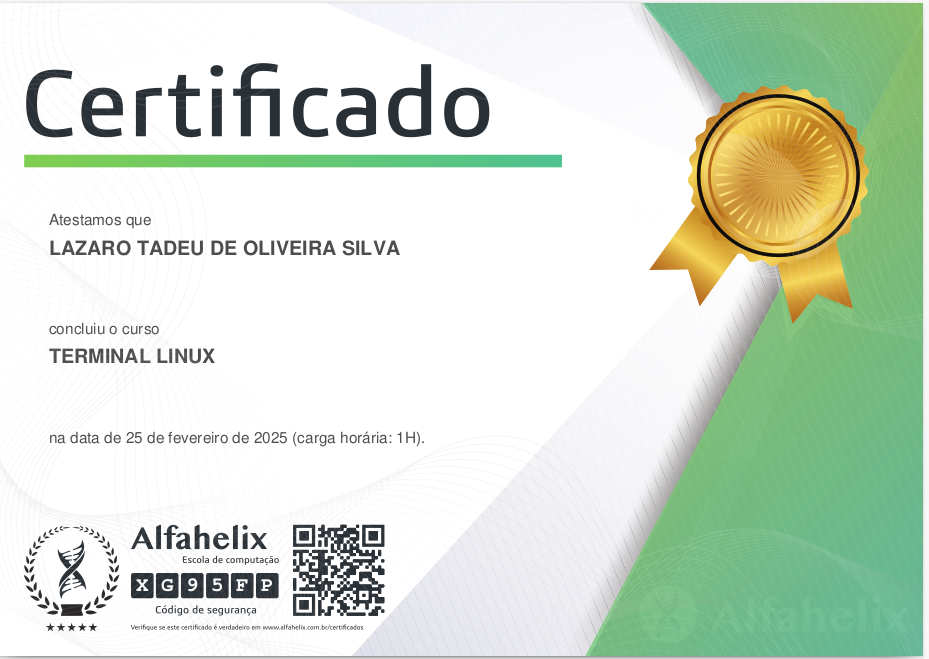 Certificado
Atestamos que
LAZARO TADEU DE OLIVEIRA SILVA
concluiu o curso
TERMINAL LINUX
na data de 25 de fevereiro de 2025 (carga horária: 1H).
Alfahelix
Escola de computação
XG95FP
Código de segurança
Verifique se este certificado é verdadeiro em www.alfahelix.com.br/certificados
Alfahelix